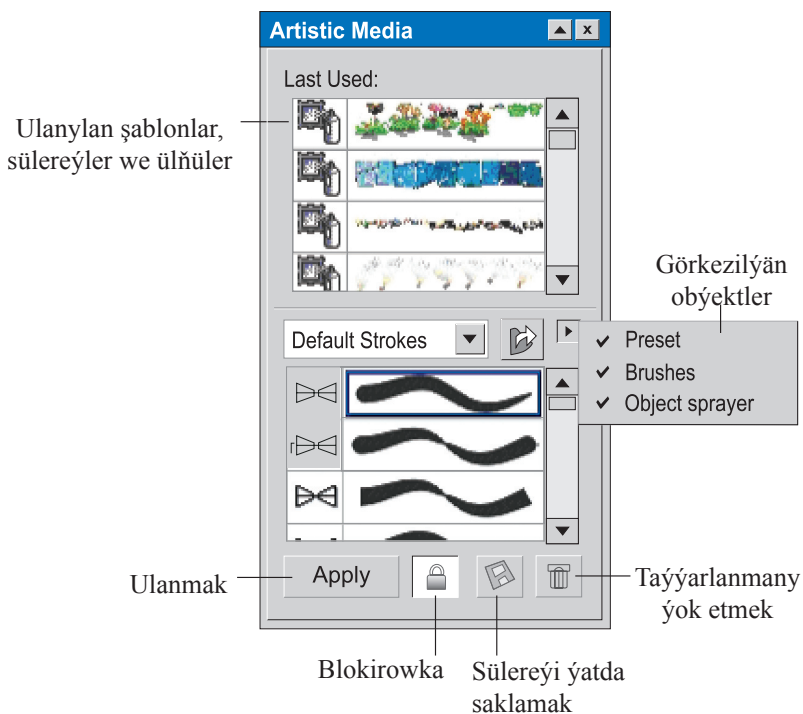 Artistic Media
Last Used:
Ulanylan şablonlar,
sülereýler we ülňüler
Görkezilýän
obýektler
Default Strokes
Preset
Brushes
Object sprayer
Apply
Ulanmak
Taýýarlanmany
ýok etmek
Blokirowka
Sülereýi ýatda
saklamak